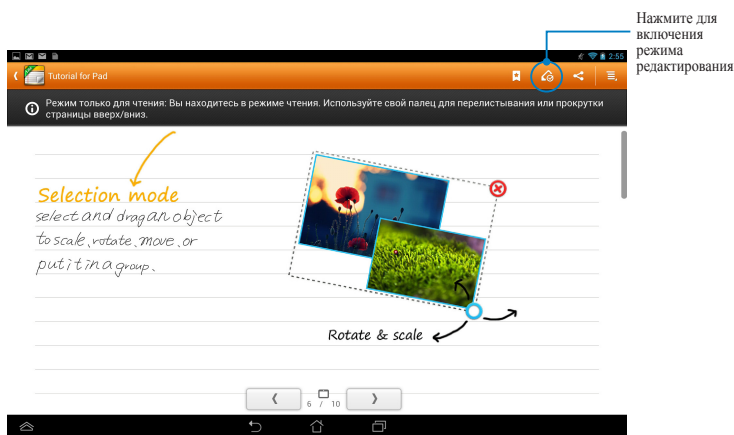 Нажмите для
включения
режима
редактирования
2:55
Tutorial for Pad
Режим только для чтения: Вы находитесь в режиме чтения. Используйте свой палец для перелистывания или прокрутки
страницы вверх/вниз.
Selection mode
select and drag an object
to scale, rotate, move, or
put it in a group.
Rotate & scale
6 / 10